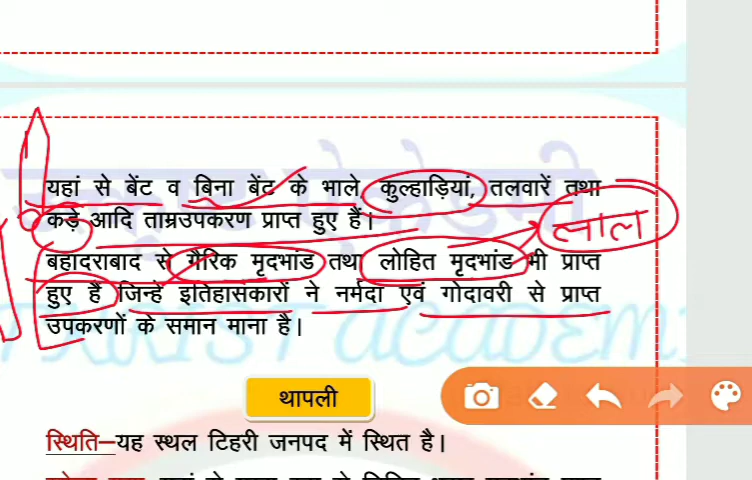 यहां से बेंट व बिना बेंट के भाले, कुल्हाड़ियां, तलवारें तथा
कड़े आदि ताम्रउपकरण प्राप्त हुए हैं।
लाल
बहादराबाद से गैरिक मृदभांड तथा लोहित मृदभांड भी प्राप्त
हुए हैं जिन्हें इतिहासकारों ने नर्मदा एवं गोदावरी से प्राप्त
उपकरणों के समान माना है।
थापली
स्थिति–यह स्थल टिहरी जनपद में स्थित है।